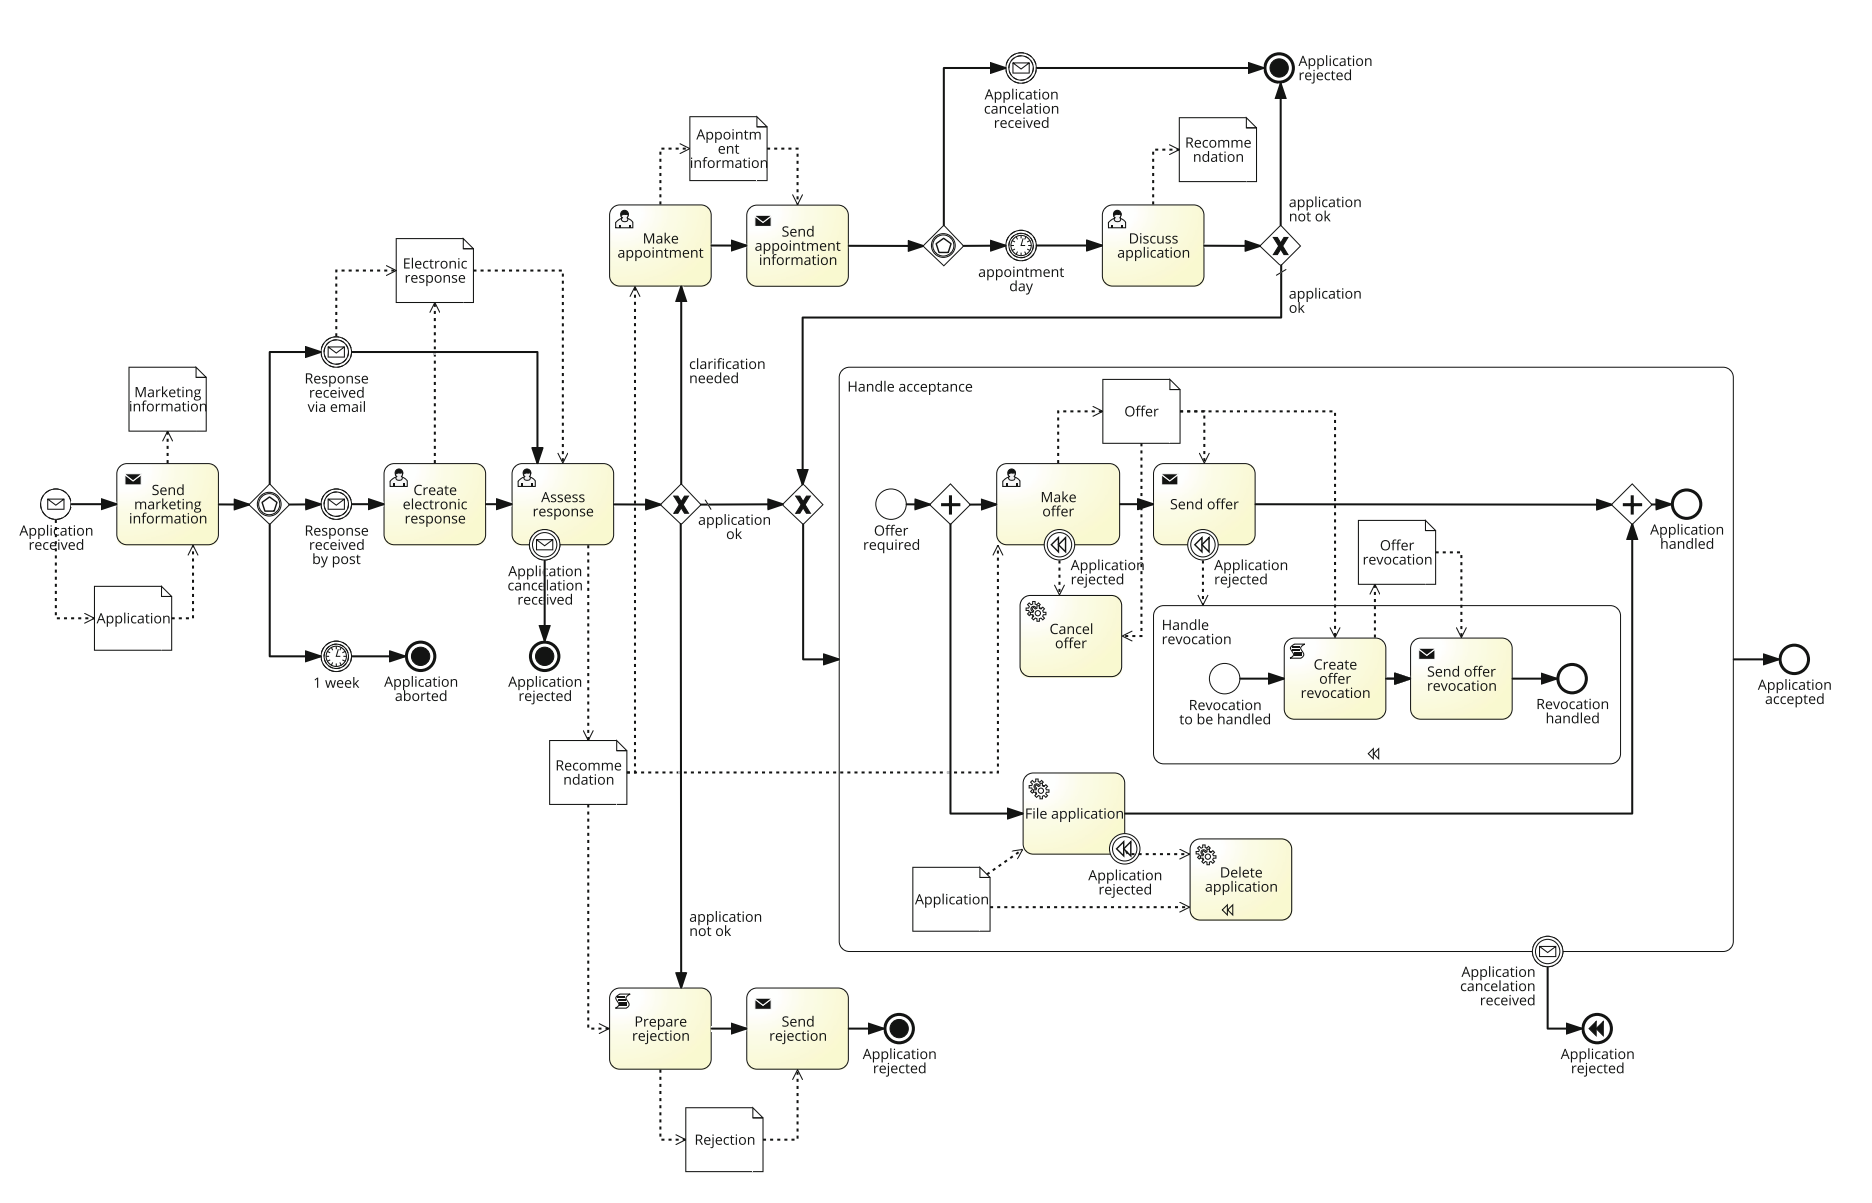 Application
rejected
Application
cancelation
received
Appointm
ent
information
Recomme
ndation
application
not ok
Make
appointment
Send
appointment
information
appointment
day
Discuss
application
application
ok
Electronic
response
Response
received
via email
clarification
needed
Marketing
information
Application
received
Send
marketing
information
Response
received
by post
Create
electronic
response
Assess
response
application
ok
Application
cancelation
received
Application
1 week
Application
aborted
Application
rejected
Recomme
ndation
application
not ok
Prepare
rejection
Send
rejection
Application
rejected
Rejection
Handle acceptance
Offer
Offer
required
Make
offer
Send offer
Application
rejected
Application
rejected
Offer
revocation
Application
handled
Cancel
offer
Handle
revocation
Revocation
to be handled
Create
offer
revocation
Send offer
revocation
Revocation
handled
Application
accepted
File application
Application
rejected
Application
Delete
application
Application
cancelation
received
Application
rejected